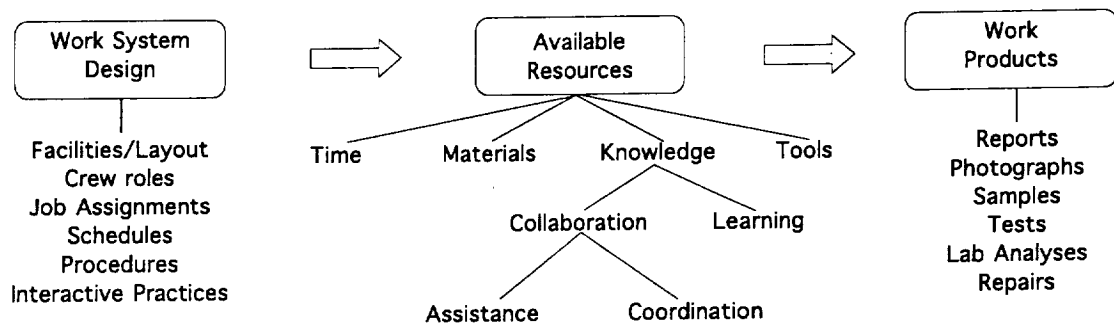 Work System
Design
Available
Resources
Work
Products
Facilities/Layout
Crew roles
Job Assignments
Schedules
Procedures
Interactive Practices
Time
Materials
Knowledge
Tools
Collaboration
Learning
Assistance
Coordination
Reports
Photographs
Samples
Tests
Lab Analyses
Repairs